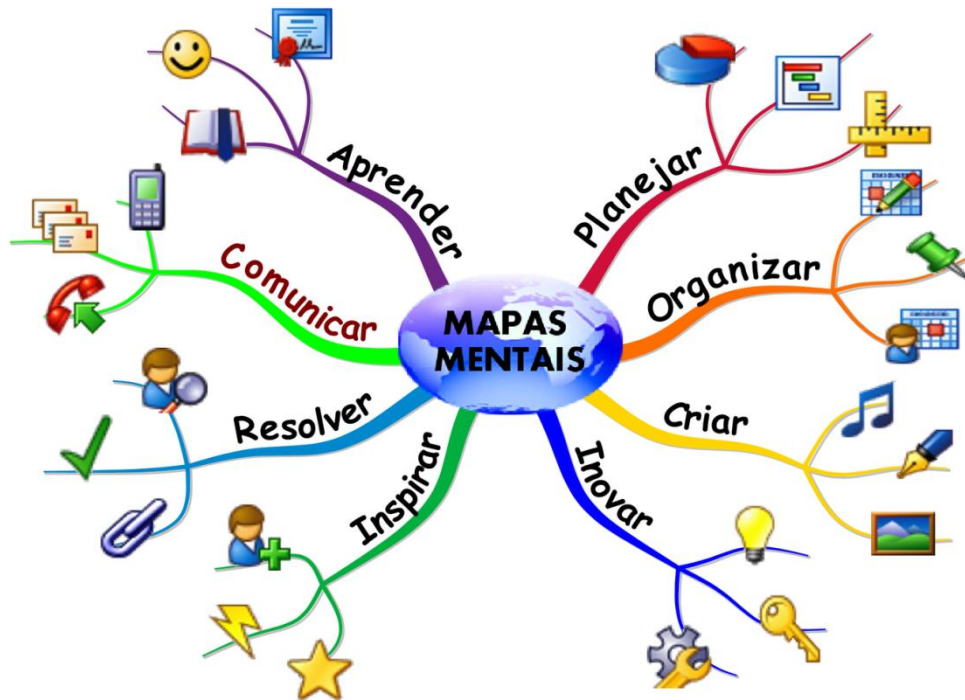 MAPAS
MENTAIS
Planejar
Organizar
Criar
Inovar
Inspirar
Resolver
Comunicar
Aprender